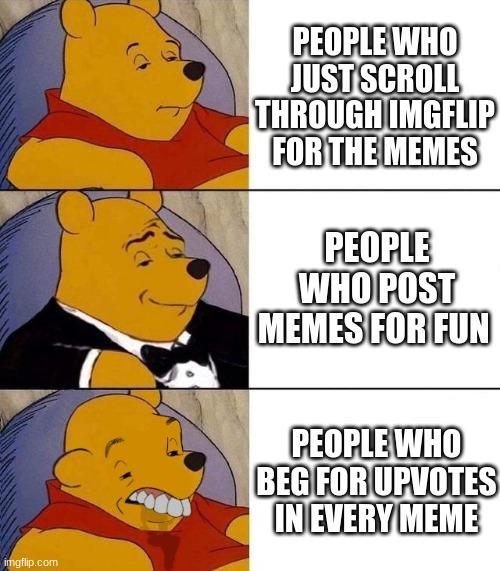 PEOPLE WHO
JUST SCROLL
THROUGH IMGFLIP
FOR THE MEMES
PEOPLE
WHO POST
MEMES FOR FUN
PEOPLE WHO
BEG FOR UPVOTES
IN EVERY MEME
imgflip.com